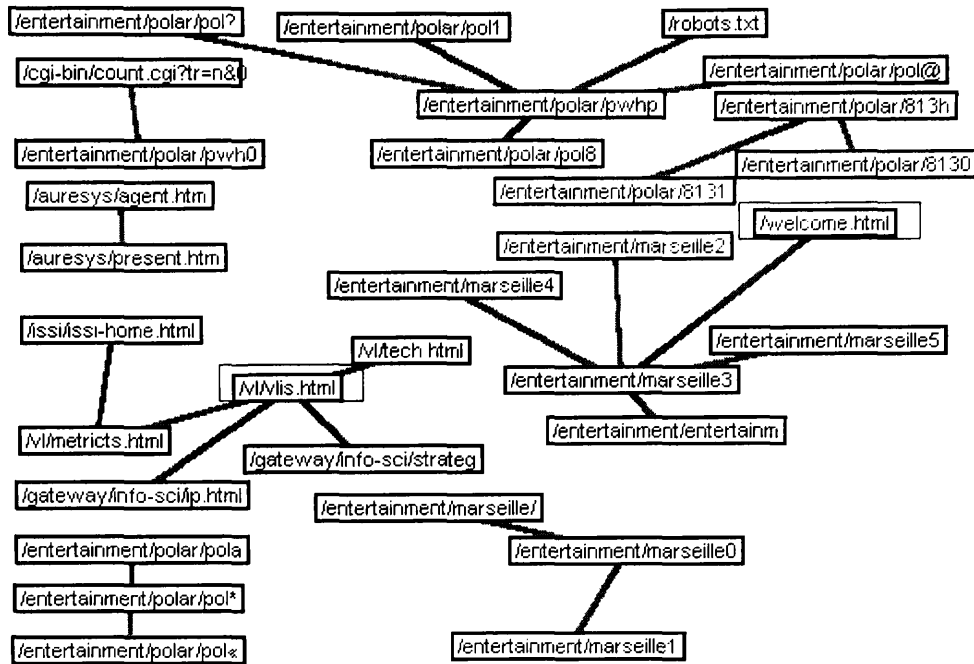 /entertainment/polar/pol?
/entertainment/polar/pol1
/robots.txt
/cgi-bin/count.cgi?tr=n&0
/entertainment/polar/pol@
/entertainment/polar/pwhp
/entertainment/polar/813h
/entertainment/polar/pwh0
/entertainment/polar/pol8
/entertainment/polar/8130
/auresys/agent.htm
/entertainment/polar/8131
/welcome.html
/auresys/present.htm
/entertainment/marseille2
/entertainment/marseille4
/issi/issi-home.html
/vl/tech.html
/entertainment/marseille5
/vl/vlis.html
/entertainment/marseille3
/vl/metricts.html
/entertainment/entertainm
/gateway/info-sci/strateg
/gateway/info-sci/ip.html
/entertainment/marseille/
/entertainment/polar/pola
/entertainment/marseille0
/entertainment/polar/pol*
/entertainment/polar/pol«
/entertainment/marseille1